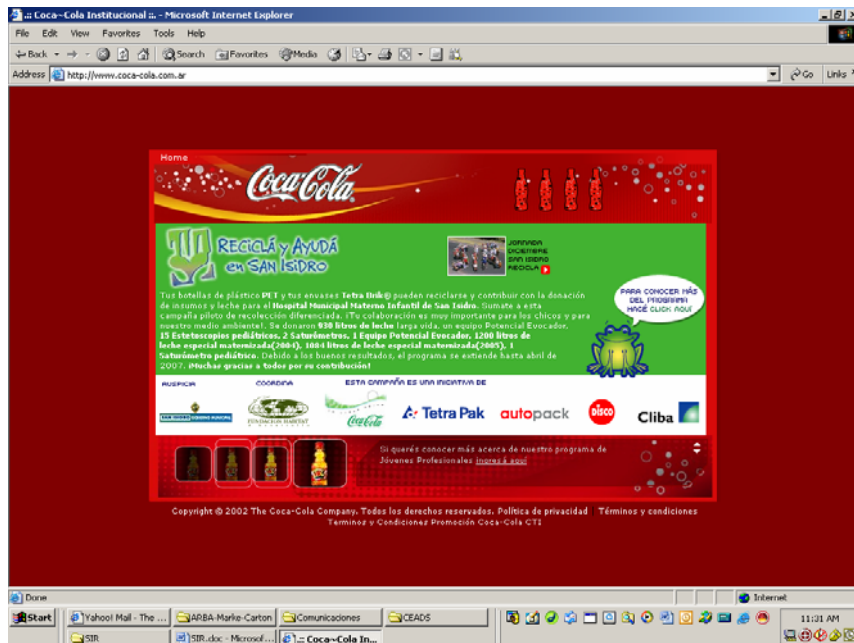 .:: Coca~Cola Institucional ::. - Microsoft Internet Explorer
File Edit View Favorites Tools Help
Back Search Favorites Media
Address http://www.coca-cola.com.ar Go Links
Home
Coca-Cola
RECICLÁ y AYUDÁ
en SAN ISIDRO
JORNADA
DICIEMBRE
SAN ISIDRO
RECICLA
PARA CONOCER MÁS
DEL PROGRAMA
HACÉ CLICK AQUÍ
Tus botellas de plástico PET y tus envases Tetra Brik® pueden reciclarse y contribuir con la donación
de insumos y leche para el Hospital Municipal Materno Infantil de San Isidro. Sumate a esta
campaña piloto de recolección diferenciada. ¡Tu colaboración es muy importante para los chicos y para
nuestro medio ambiente!. Se donaron 930 litros de leche larga vida, un equipo Potencial Evocador,
15 Estetoscopios pediátricos, 2 Saturómetros, 1 Equipo Potencial Evocador, 1200 litros de
leche especial maternizada(2004), 1084 litros de leche especial maternizada(2005), 1
Saturómetro pediátrico. Debido a los buenos resultados, el programa se extiende hasta abril de
2007. ¡Muchas gracias a todos por su contribución!
AUSPICIA COORDINA ESTA CAMPAÑA ES UNA INICIATIVA DE
FUNDACION HABITAT
Coca-Cola
Tetra Pak
autopack
DISCO
Cliba
Si querés conocer más acerca de nuestro programa de
Jóvenes Profesionales ingresá aquí
Copyright © 2002 The Coca-Cola Company. Todos los derechos reservados. Política de privacidad | Términos y condiciones
Terminos y Condiciones Promoción Coca-Cola CTI
Done Internet
Start Yahoo! Mail - The ... ARBA-Marke-Carton Comunicaciones CEADS 11:31 AM
SIR SIR.doc - Microsof... .:: Coca~Cola In...